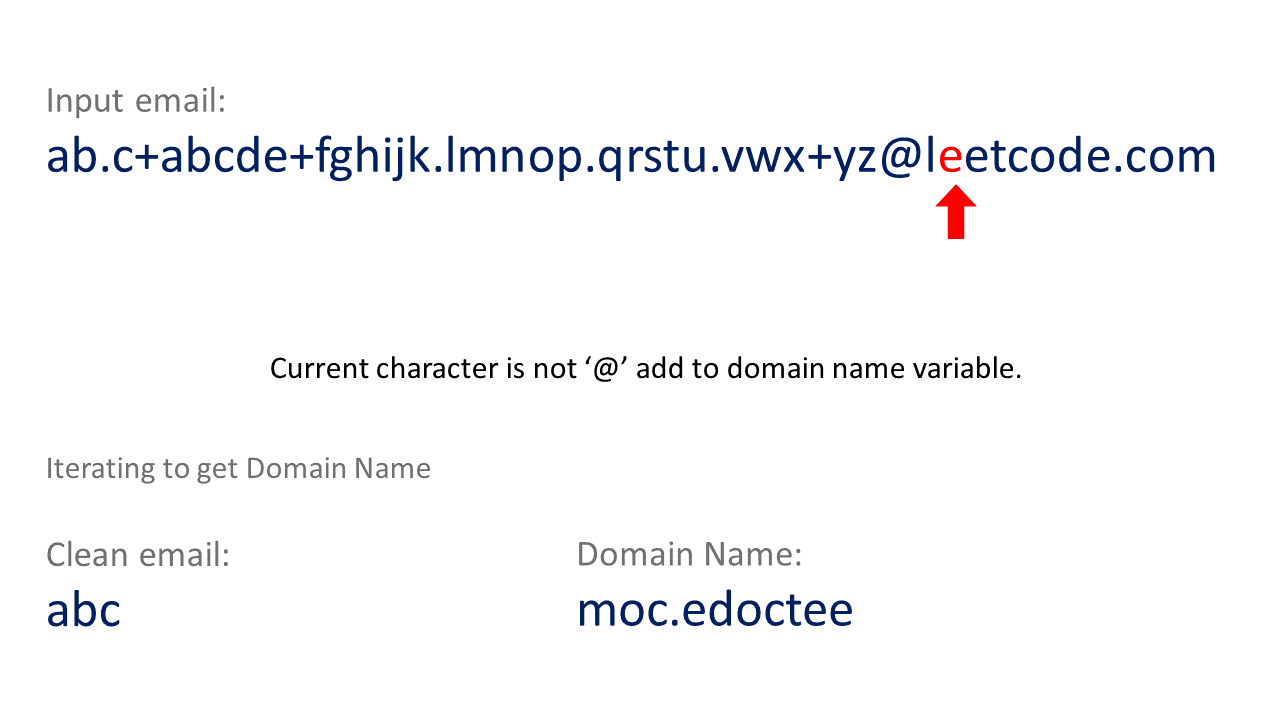 Input email:
ab.c+abcde+fghijk.lmnop.qrstu.vwx+yz@leetcode.com
Current character is not ‘@’ add to domain name variable.
Iterating to get Domain Name
Clean email:
abc
Domain Name:
moc.edoctee